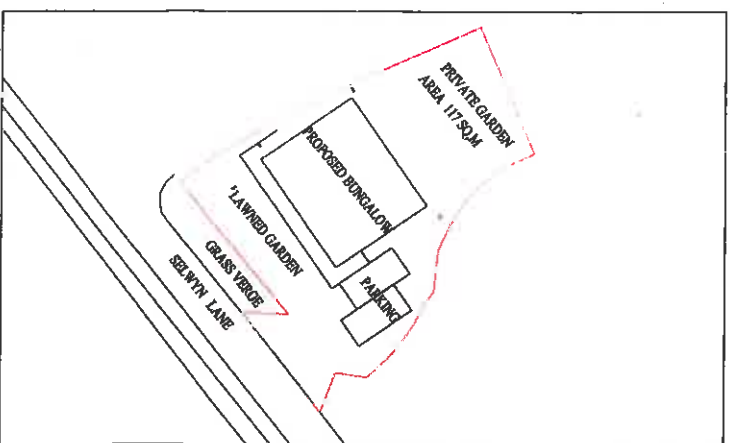 PRIVATE GARDEN
AREA 117 SQ.M
PROPOSED BUNGALOW
LAWNED GARDEN
GRASS VERGE
SELWYN LANE
PARKING